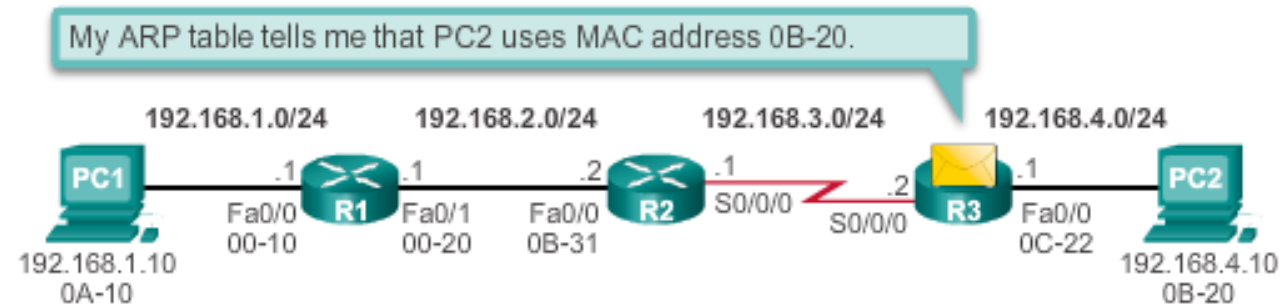 My ARP table tells me that PC2 uses MAC address 0B-20.
192.168.1.0/24 192.168.2.0/24 192.168.3.0/24 192.168.4.0/24
PC1 .1 R1 .1 .2 R2 .1 .2 R3 .1 PC2
Fa0/0 Fa0/1 Fa0/0 S0/0/0 S0/0/0 Fa0/0
00-10 00-20 0B-31 0C-22
192.168.1.10 192.168.4.10
0A-10 0B-20